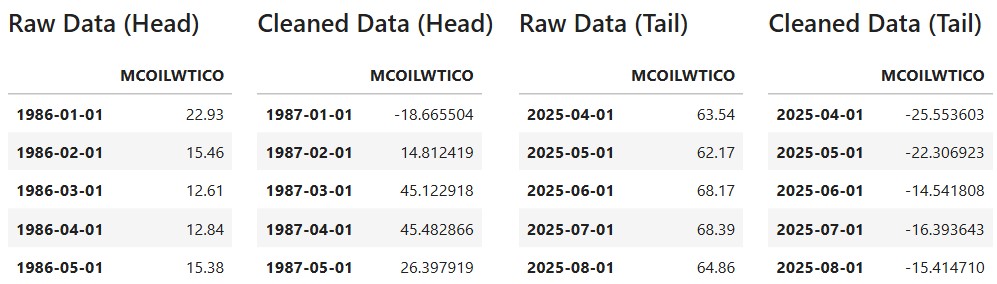 Raw Data (Head) Cleaned Data (Head) Raw Data (Tail) Cleaned Data (Tail)
MCOILWTICO MCOILWTICO MCOILWTICO MCOILWTICO
1986-01-01 22.93 1987-01-01 -18.665504 2025-04-01 63.54 2025-04-01 -25.553603
1986-02-01 15.46 1987-02-01 14.812419 2025-05-01 62.17 2025-05-01 -22.306923
1986-03-01 12.61 1987-03-01 45.122918 2025-06-01 68.17 2025-06-01 -14.541808
1986-04-01 12.84 1987-04-01 45.482866 2025-07-01 68.39 2025-07-01 -16.393643
1986-05-01 15.38 1987-05-01 26.397919 2025-08-01 64.86 2025-08-01 -15.414710